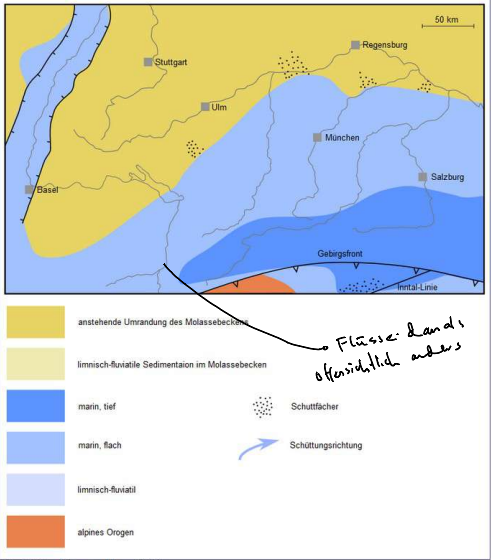 50 km
Regensburg
Stuttgart
Ulm
München
Salzburg
Basel
Gebirgsfront
Inntal-Linie
anstehende Umrandung des Molassebeckens
Flüsse damals
offensichtlich anders
limnisch-fluviatile Sedimentaion im Molassebecken
marin, tief
Schuttfächer
marin, flach
Schüttungsrichtung
limnisch-fluviatil
alpines Orogen